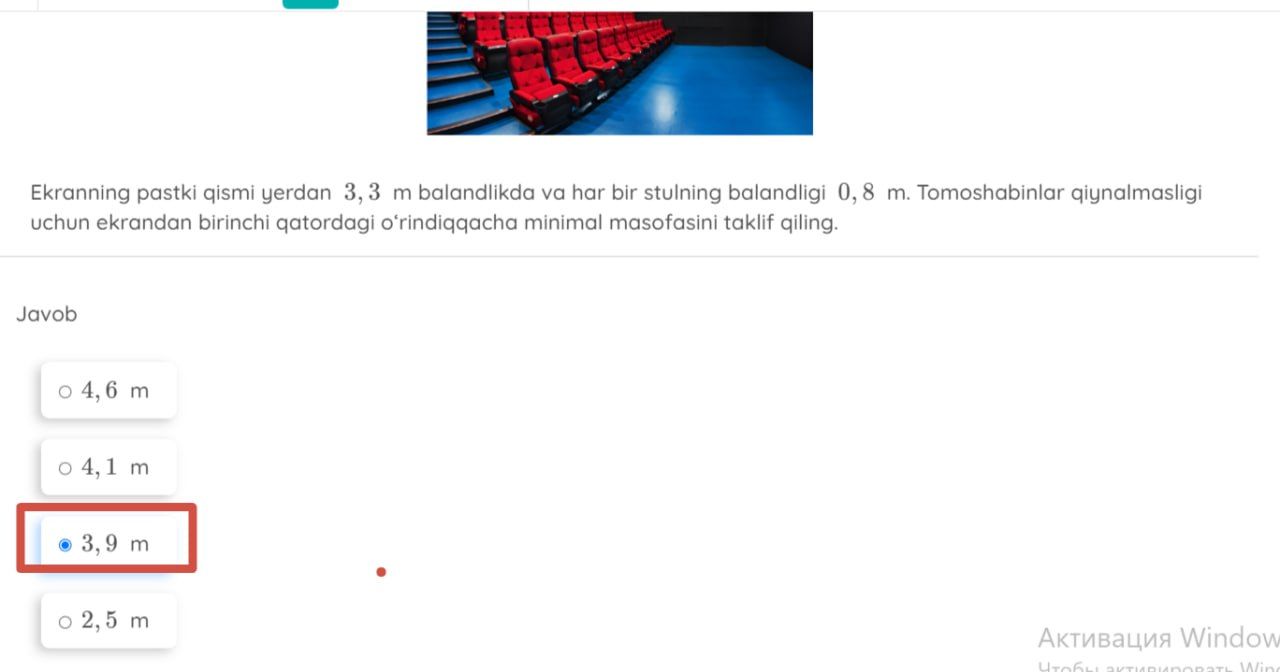 Ekranning pastki qismi yerdan 3,3 m balandlikda va har bir stulning balandligi 0,8 m. Tomoshabinlar qiynalmasligi
uchun ekrandan birinchi qatordagi o‘rindiqqacha minimal masofasini taklif qiling.
Javob
4,6 m
4,1 m
3,9 m
2,5 m
Активация Window
Чтобы активировать Wind